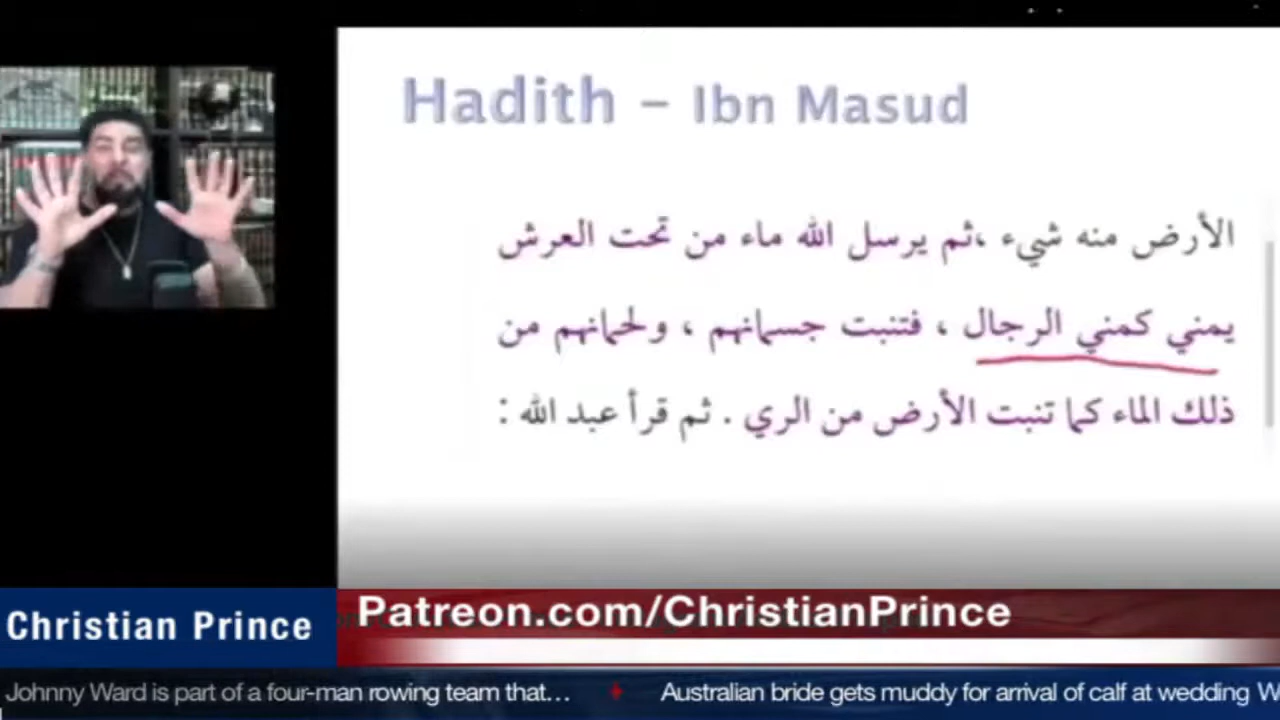 Hadith – Ibn Masud
الأرض منه شيء ،ثم يرسل الله ماء من تحت العرش
يمني كمني الرجال ، فتنبت جسمانهم ، ولحمانهم من
ذلك الماء كما تنبت الأرض من الري . ثم قرأ عبد الله :
Christian Prince
Patreon.com/ChristianPrince
Johnny Ward is part of a four-man rowing team that…
Australian bride gets muddy for arrival of calf at wedding W